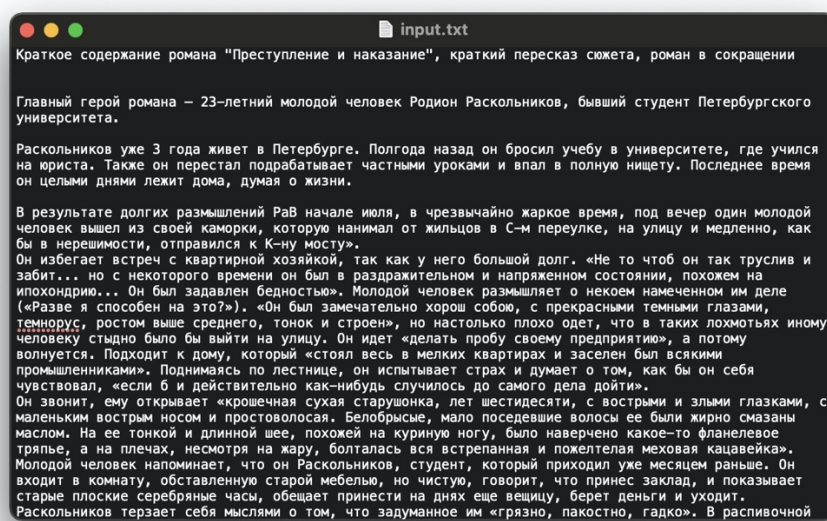 input.txt
Краткое содержание романа "Преступление и наказание", краткий пересказ сюжета, роман в сокращении
Главный герой романа — 23-летний молодой человек Родион Раскольников, бывший студент Петербургского
университета.
Раскольников уже 3 года живет в Петербурге. Полгода назад он бросил учебу в университете, где учился
на юриста. Также он перестал подрабатывает частными уроками и впал в полную нищету. Последнее время
он целыми днями лежит дома, думая о жизни.
В результате долгих размышлений РаВ начале июля, в чрезвычайно жаркое время, под вечер один молодой
человек вышел из своей каморки, которую нанимал от жильцов в С-м переулке, на улицу и медленно, как
бы в нерешимости, отправился к К-ну мосту».
Он избегает встреч с квартирной хозяйкой, так как у него большой долг. «Не то чтоб он так труслив и
забит... но с некоторого времени он был в раздражительном и напряженном состоянии, похожем на
ипохондрию... Он был задавлен бедностью». Молодой человек размышляет о некоем намеченном им деле
(«Разве я способен на это?»). «Он был замечательно хорош собою, с прекрасными темными глазами,
темнорус, ростом выше среднего, тонок и строен», но настолько плохо одет, что в таких лохмотьях иному
человеку стыдно было бы выйти на улицу. Он идет «делать пробу своему предприятию», а потому
волнуется. Подходит к дому, который «стоял весь в мелких квартирах и заселен был всякими
промышленниками». Поднимаясь по лестнице, он испытывает страх и думает о том, как бы он себя
чувствовал, «если б и действительно как-нибудь случилось до самого дела дойти».
Он звонит, ему открывает «крошечная сухая старушонка, лет шестидесяти, с вострыми и злыми глазками, с
маленьким вострым носом и простоволосая. Белобрысые, мало поседевшие волосы ее были жирно смазаны
маслом. На ее тонкой и длинной шее, похожей на куриную ногу, было наверчено какое-то фланелевое
тряпье, а на плечах, несмотря на жару, болталась вся встрепанная и пожелтелая меховая кацавейка».
Молодой человек напоминает, что он Раскольников, студент, который приходил уже месяцем раньше. Он
входит в комнату, обставленную старой мебелью, но чистую, говорит, что принес заклад, и показывает
старые плоские серебряные часы, обещает принести на днях еще вещицу, берет деньги и уходит.
Раскольников терзает себя мыслями о том, что задуманное им «грязно, пакостно, гадко». В распивочной